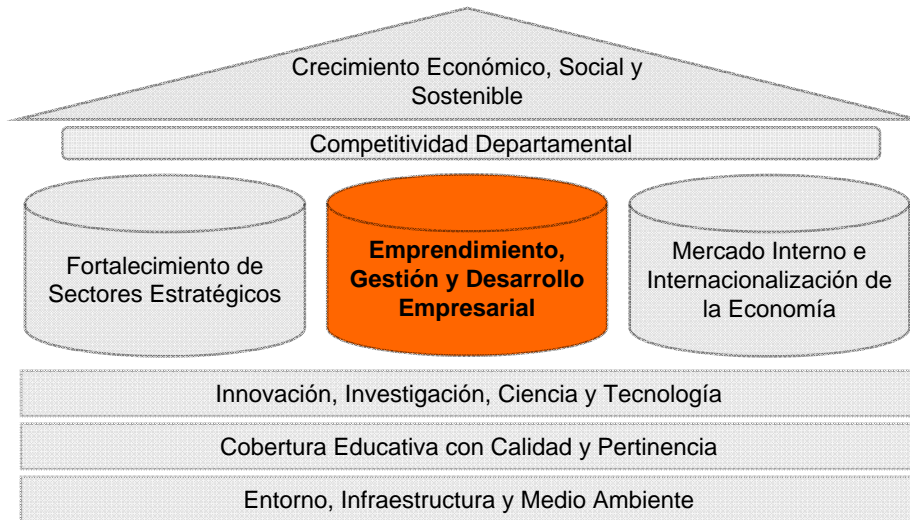 Crecimiento Económico, Social y
Sostenible
Competitividad Departamental
Fortalecimiento de
Sectores Estratégicos
Emprendimiento,
Gestión y Desarrollo
Empresarial
Mercado Interno e
Internacionalización de
la Economía
Innovación, Investigación, Ciencia y Tecnología
Cobertura Educativa con Calidad y Pertinencia
Entorno, Infraestructura y Medio Ambiente